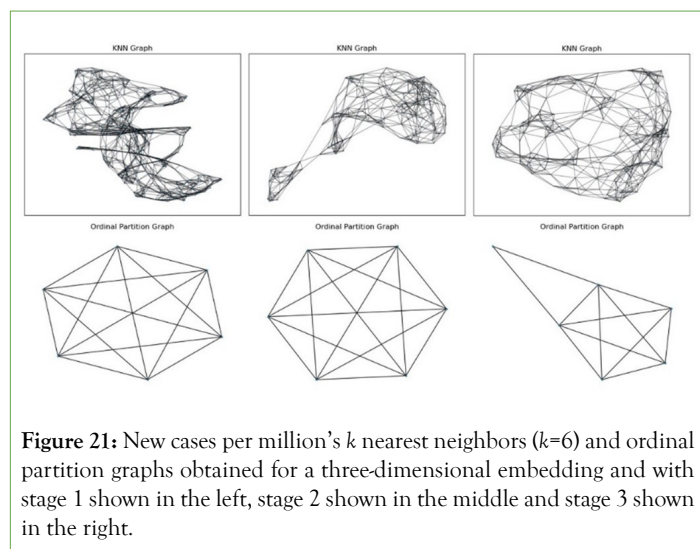 KNN Graph KNN Graph KNN Graph
Ordinal Partition Graph Ordinal Partition Graph Ordinal Partition Graph
Figure 21: New cases per million's k nearest neighbors (k=6) and ordinal
partition graphs obtained for a three-dimensional embedding and with
stage 1 shown in the left, stage 2 shown in the middle and stage 3 shown
in the right.